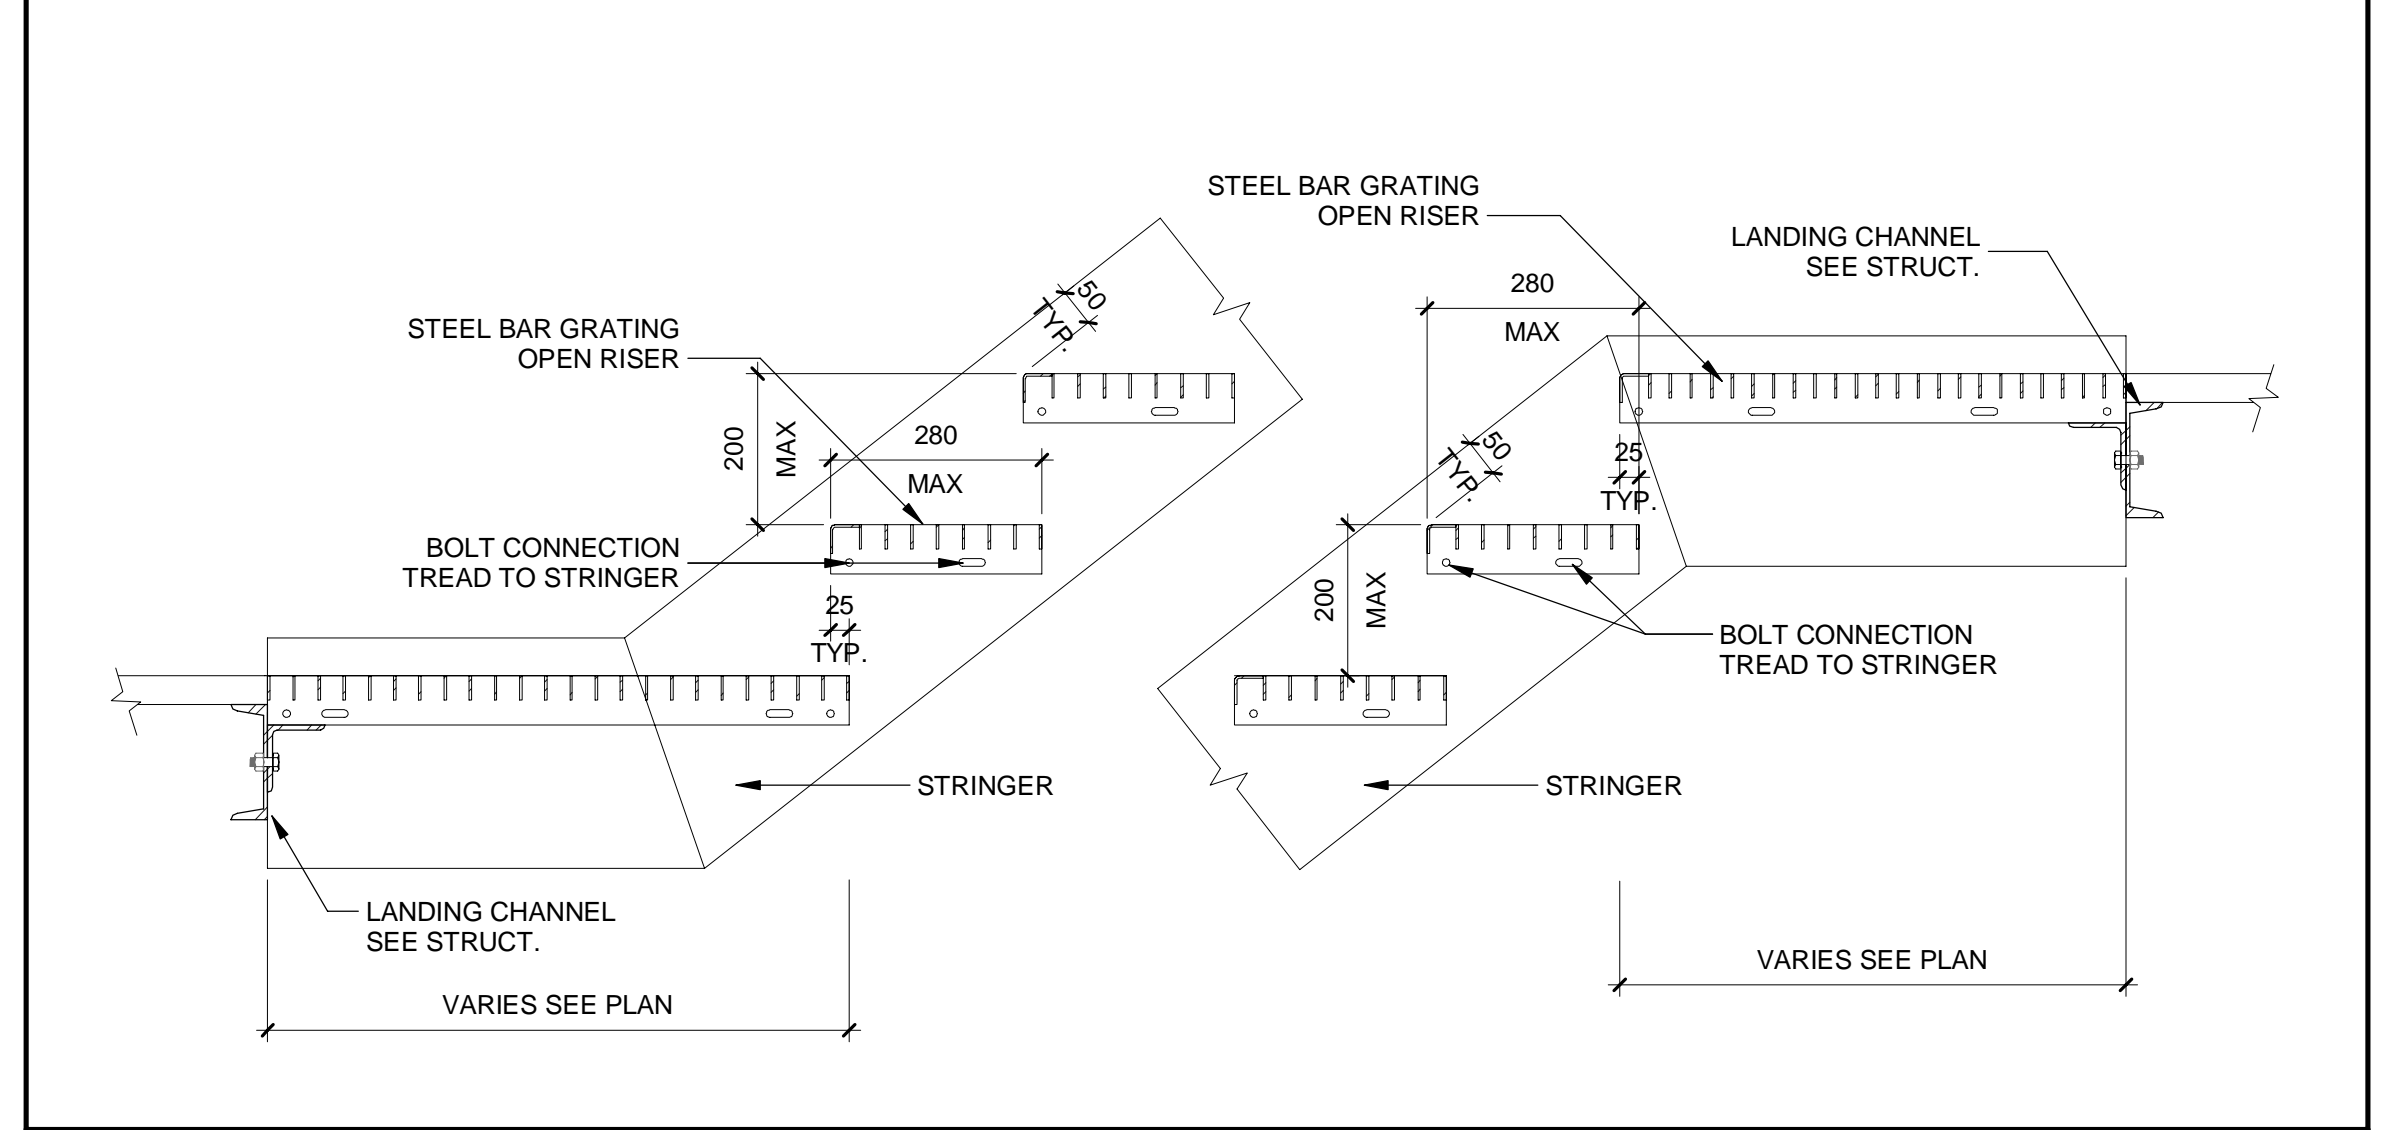 STEEL BAR GRATING
OPEN RISER
200
MAX
280
MAX
50
TYP.
BOLT CONNECTION
TREAD TO STRINGER
25
TYP.
STRINGER
LANDING CHANNEL
SEE STRUCT.
VARIES SEE PLAN
STEEL BAR GRATING
OPEN RISER
LANDING CHANNEL
SEE STRUCT.
280
MAX
50
TYP.
25
TYP.
200
MAX
BOLT CONNECTION
TREAD TO STRINGER
STRINGER
VARIES SEE PLAN